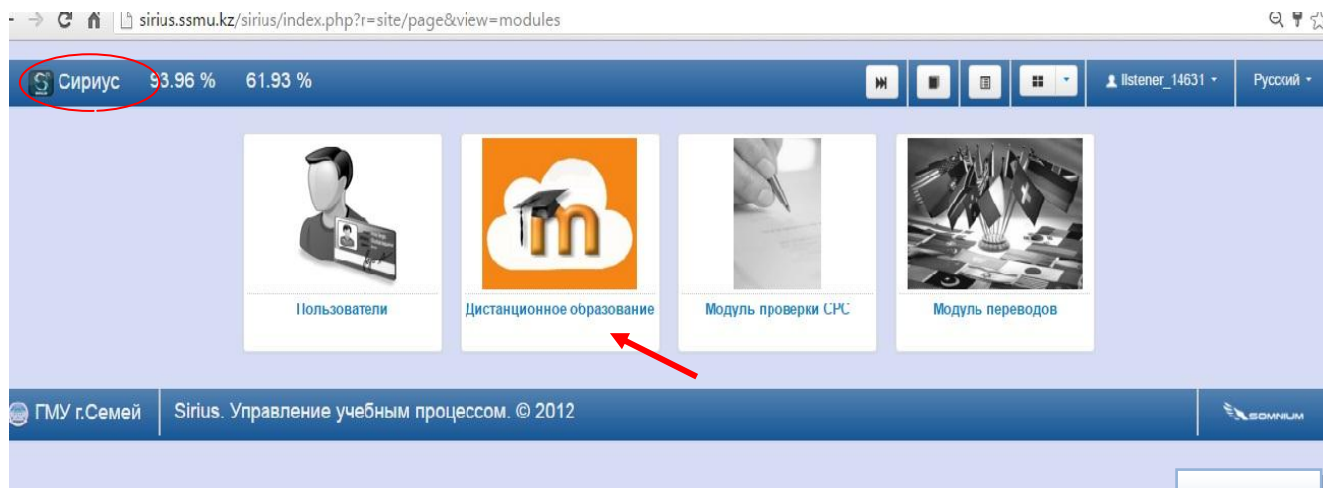 sirius.ssmu.kz/sirius/index.php?r=site/page&view=modules
Сириус 93.96 % 61.93 % listener_14631 Русский
Пользователи Дистанционное образование Модуль проверки СРС Модуль переводов
ГМУ г.Семей Sirius. Управление учебным процессом. © 2012 SOMNIUM